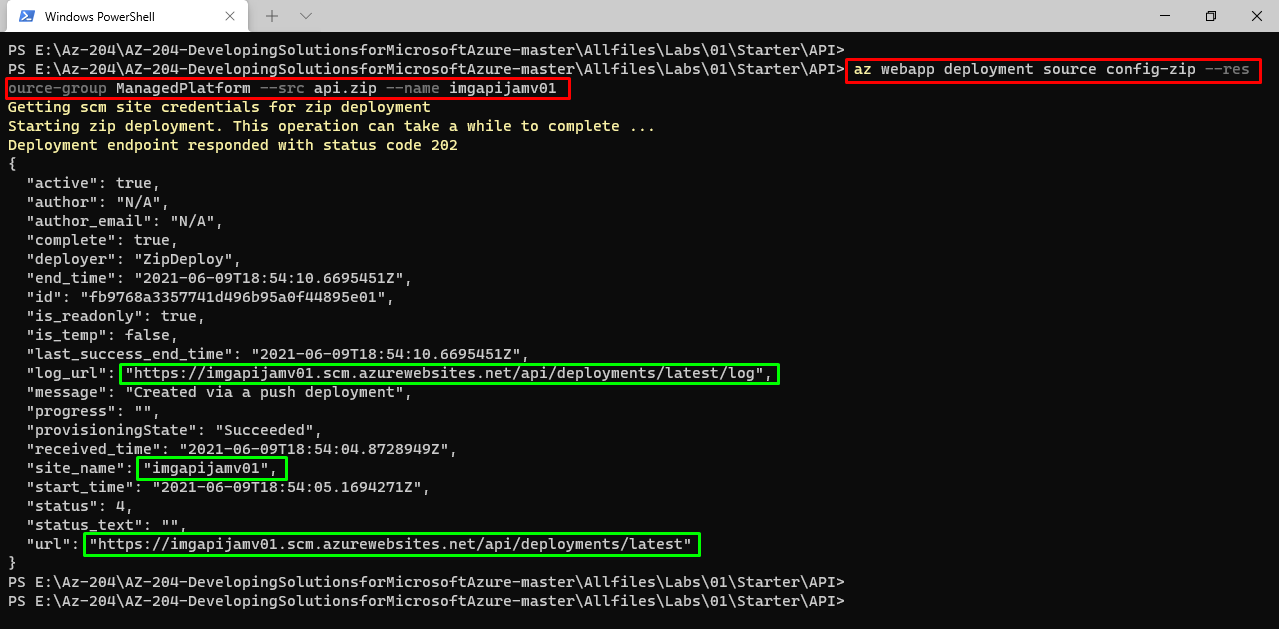 Windows PowerShell
PS E:\Az-204\AZ-204-DevelopingSolutionsforMicrosoftAzure-master\Allfiles\Labs\01\Starter\API>
PS E:\Az-204\AZ-204-DevelopingSolutionsforMicrosoftAzure-master\Allfiles\Labs\01\Starter\API> az webapp deployment source config-zip --res
ource-group ManagedPlatform --src api.zip --name imgapijamv01
Getting scm site credentials for zip deployment
Starting zip deployment. This operation can take a while to complete ...
Deployment endpoint responded with status code 202
{
  "active": true,
  "author": "N/A",
  "author_email": "N/A",
  "complete": true,
  "deployer": "ZipDeploy",
  "end_time": "2021-06-09T18:54:10.6695451Z",
  "id": "fb9768a3357741d496b95a0f44895e01",
  "is_readonly": true,
  "is_temp": false,
  "last_success_end_time": "2021-06-09T18:54:10.6695451Z",
  "log_url": "https://imgapijamv01.scm.azurewebsites.net/api/deployments/latest/log",
  "message": "Created via a push deployment",
  "progress": "",
  "provisioningState": "Succeeded",
  "received_time": "2021-06-09T18:54:04.8728949Z",
  "site_name": "imgapijamv01",
  "start_time": "2021-06-09T18:54:05.1694271Z",
  "status": 4,
  "status_text": "",
  "url": "https://imgapijamv01.scm.azurewebsites.net/api/deployments/latest"
}
PS E:\Az-204\AZ-204-DevelopingSolutionsforMicrosoftAzure-master\Allfiles\Labs\01\Starter\API>
PS E:\Az-204\AZ-204-DevelopingSolutionsforMicrosoftAzure-master\Allfiles\Labs\01\Starter\API>